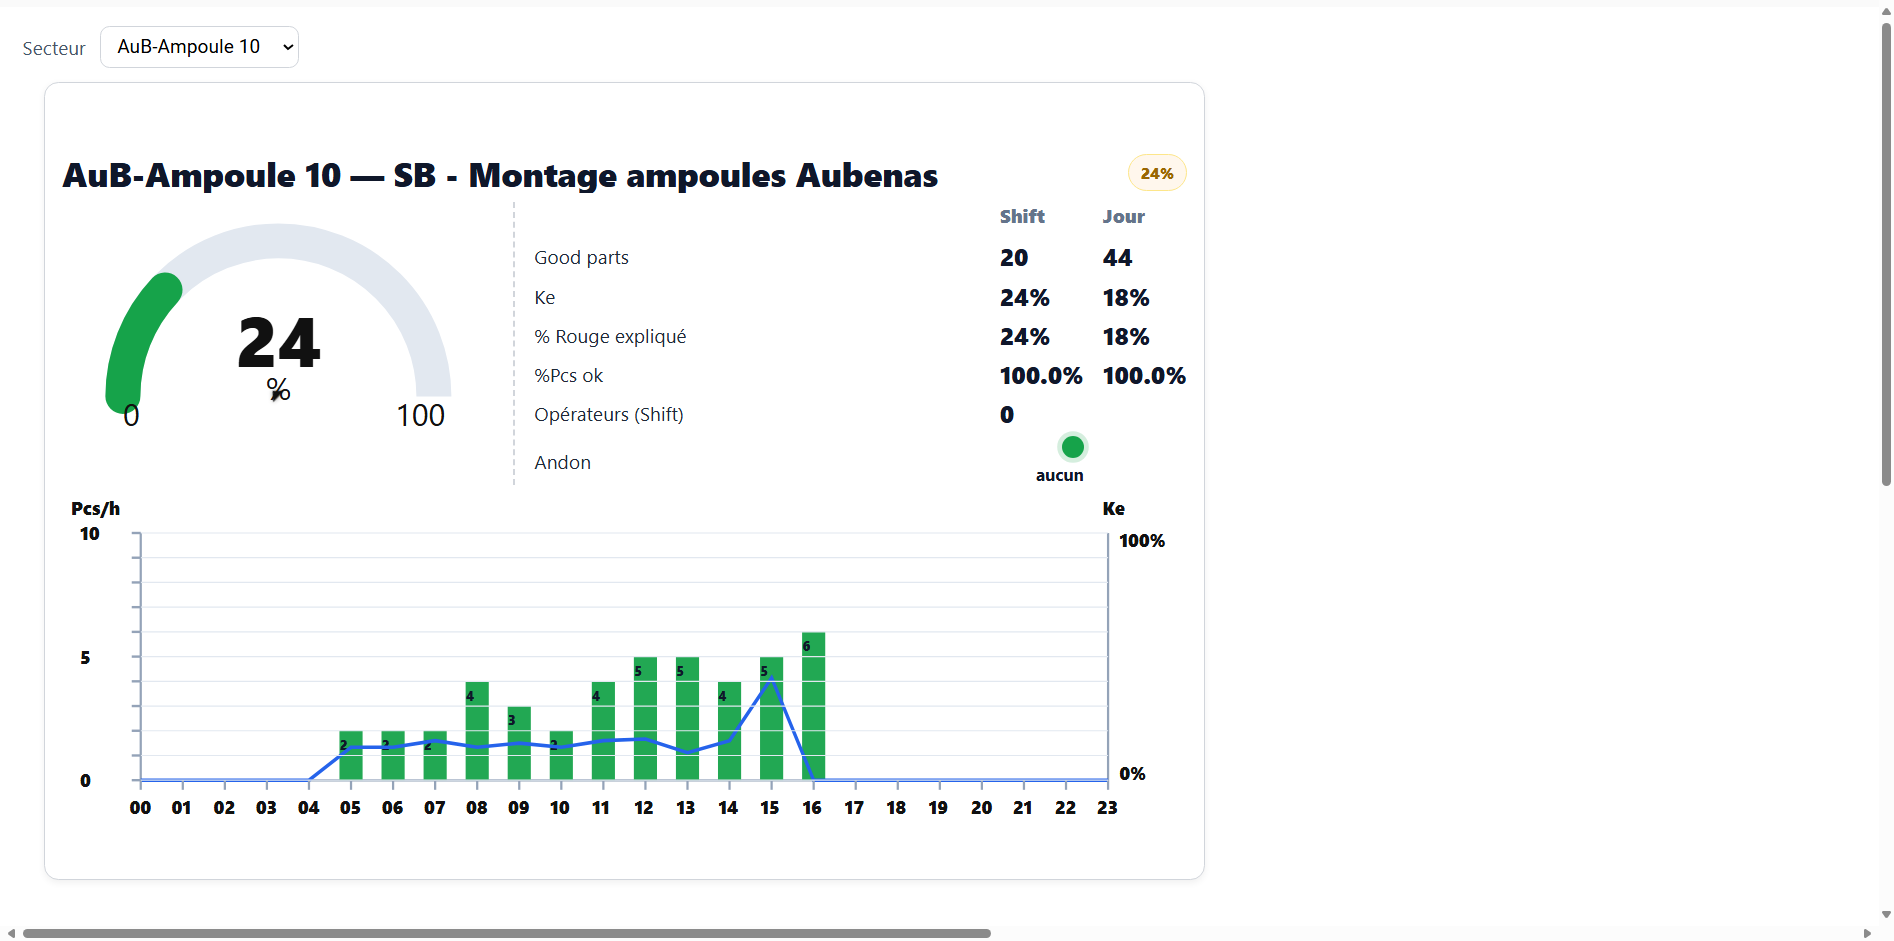 Secteur AuB-Ampoule 10
AuB-Ampoule 10 — SB - Montage ampoules Aubenas 24%
24
%
0 100
Shift Jour
Good parts 20 44
Ke 24% 18%
% Rouge expliqué 24% 18%
%Pcs ok 100.0% 100.0%
Opérateurs (Shift) 0
Andon
aucun
Pcs/h Ke
10 100%
5
0 0%
2 2 2 4 3 2 4 5 5 4 5 6
00 01 02 03 04 05 06 07 08 09 10 11 12 13 14 15 16 17 18 19 20 21 22 23